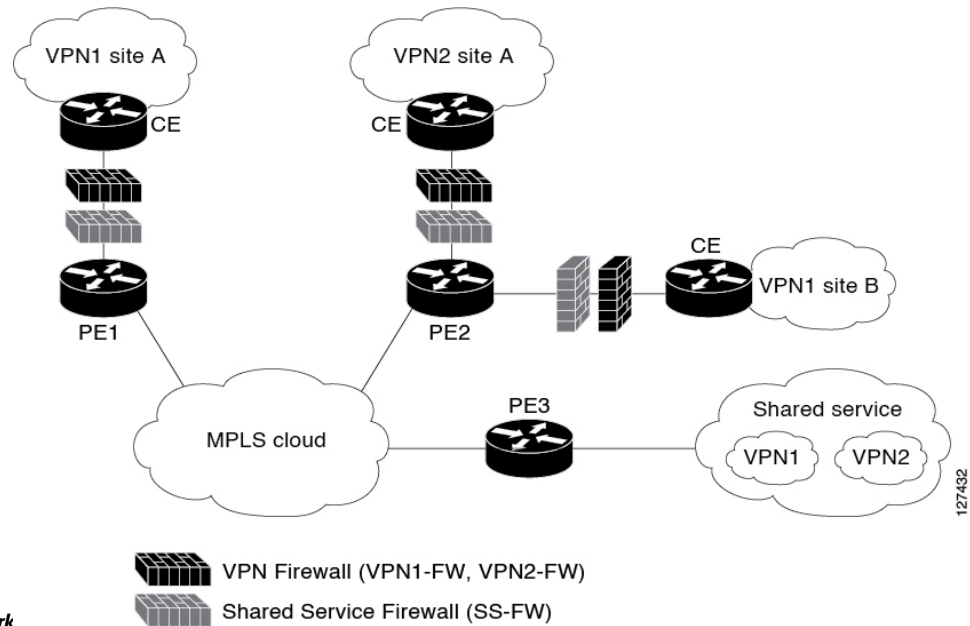 VPN1 site A
VPN2 site A
CE
CE
CE
VPN1 site B
PE1
PE2
PE3
Shared service
MPLS cloud
VPN1
VPN2
127432
VPN Firewall (VPN1-FW, VPN2-FW)
Shared Service Firewall (SS-FW)